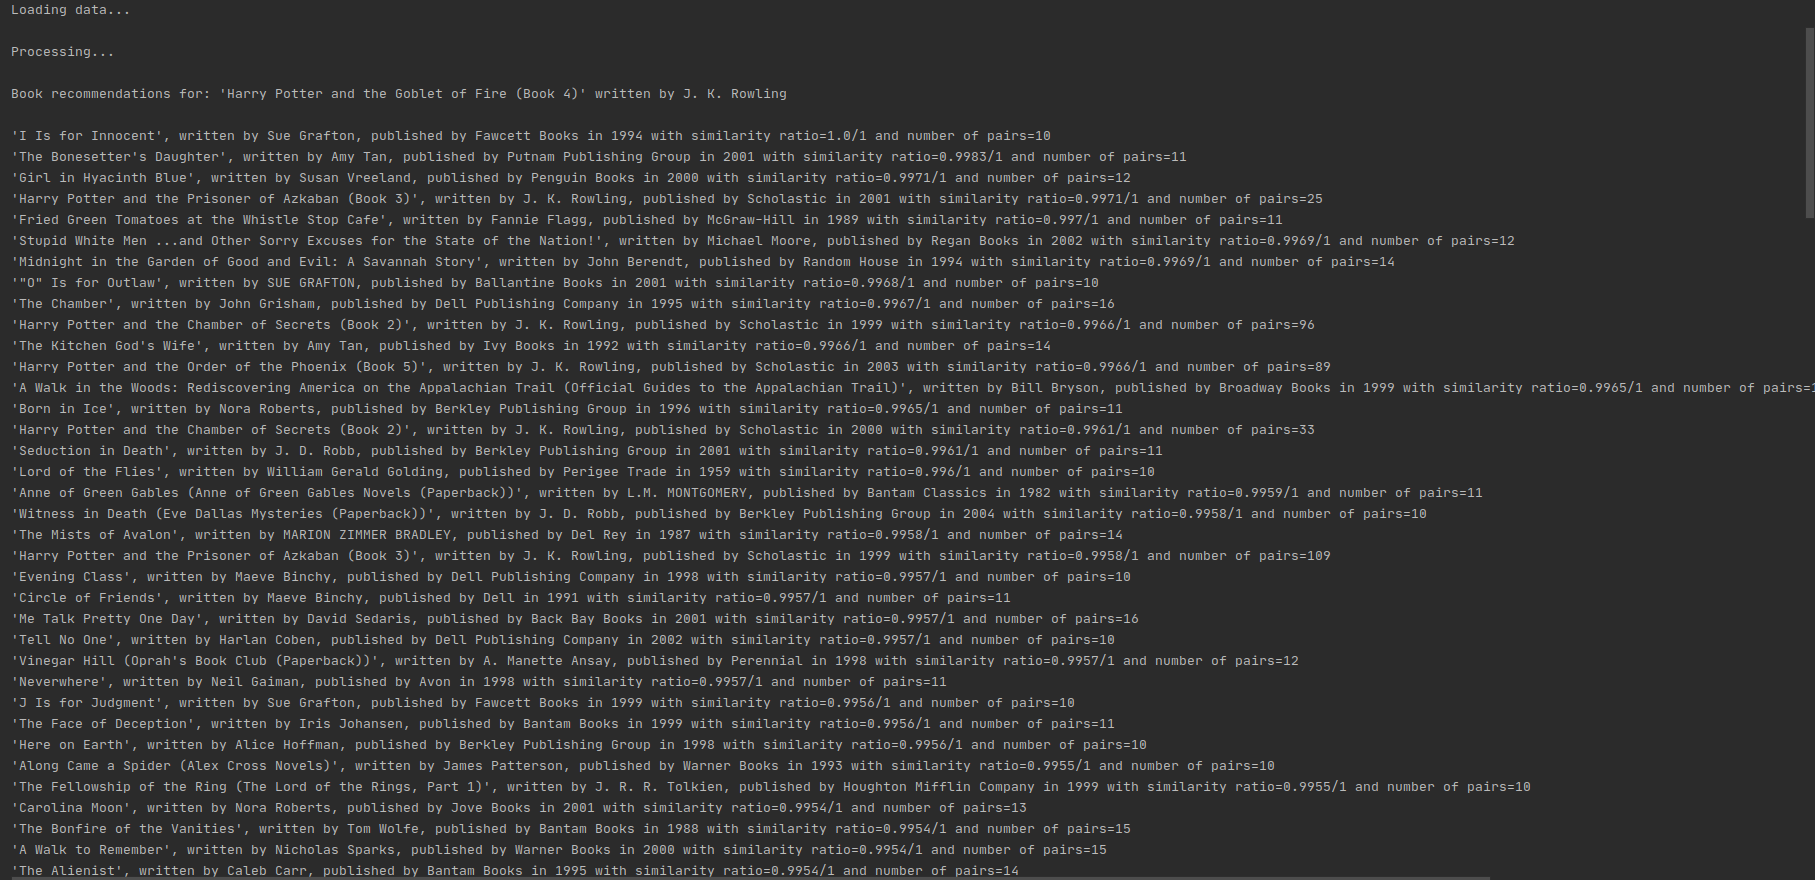 Loading data...
Processing...
Book recommendations for: 'Harry Potter and the Goblet of Fire (Book 4)' written by J. K. Rowling
'I Is for Innocent', written by Sue Grafton, published by Fawcett Books in 1994 with similarity ratio=1.0/1 and number of pairs=10
'The Bonesetter's Daughter', written by Amy Tan, published by Putnam Publishing Group in 2001 with similarity ratio=0.9983/1 and number of pairs=11
'Girl in Hyacinth Blue', written by Susan Vreeland, published by Penguin Books in 2000 with similarity ratio=0.9971/1 and number of pairs=12
'Harry Potter and the Prisoner of Azkaban (Book 3)', written by J. K. Rowling, published by Scholastic in 2001 with similarity ratio=0.9971/1 and number of pairs=25
'Fried Green Tomatoes at the Whistle Stop Cafe', written by Fannie Flagg, published by McGraw-Hill in 1989 with similarity ratio=0.997/1 and number of pairs=11
'Stupid White Men ...and Other Sorry Excuses for the State of the Nation!', written by Michael Moore, published by Regan Books in 2002 with similarity ratio=0.9969/1 and number of pairs=12
'Midnight in the Garden of Good and Evil: A Savannah Story', written by John Berendt, published by Random House in 1994 with similarity ratio=0.9969/1 and number of pairs=14
'"O" Is for Outlaw', written by SUE GRAFTON, published by Ballantine Books in 2001 with similarity ratio=0.9968/1 and number of pairs=10
'The Chamber', written by John Grisham, published by Dell Publishing Company in 1995 with similarity ratio=0.9967/1 and number of pairs=16
'Harry Potter and the Chamber of Secrets (Book 2)', written by J. K. Rowling, published by Scholastic in 1999 with similarity ratio=0.9966/1 and number of pairs=96
'The Kitchen God's Wife', written by Amy Tan, published by Ivy Books in 1992 with similarity ratio=0.9966/1 and number of pairs=14
'Harry Potter and the Order of the Phoenix (Book 5)', written by J. K. Rowling, published by Scholastic in 2003 with similarity ratio=0.9966/1 and number of pairs=89
'A Walk in the Woods: Rediscovering America on the Appalachian Trail (Official Guides to the Appalachian Trail)', written by Bill Bryson, published by Broadway Books in 1999 with similarity ratio=0.9965/1 and number of pairs=
'Born in Ice', written by Nora Roberts, published by Berkley Publishing Group in 1996 with similarity ratio=0.9965/1 and number of pairs=11
'Harry Potter and the Chamber of Secrets (Book 2)', written by J. K. Rowling, published by Scholastic in 2000 with similarity ratio=0.9961/1 and number of pairs=33
'Seduction in Death', written by J. D. Robb, published by Berkley Publishing Group in 2001 with similarity ratio=0.9961/1 and number of pairs=11
'Lord of the Flies', written by William Gerald Golding, published by Perigee Trade in 1959 with similarity ratio=0.996/1 and number of pairs=10
'Anne of Green Gables (Anne of Green Gables Novels (Paperback))', written by L.M. MONTGOMERY, published by Bantam Classics in 1982 with similarity ratio=0.9959/1 and number of pairs=11
'Witness in Death (Eve Dallas Mysteries (Paperback))', written by J. D. Robb, published by Berkley Publishing Group in 2004 with similarity ratio=0.9958/1 and number of pairs=10
'The Mists of Avalon', written by MARION ZIMMER BRADLEY, published by Del Rey in 1987 with similarity ratio=0.9958/1 and number of pairs=14
'Harry Potter and the Prisoner of Azkaban (Book 3)', written by J. K. Rowling, published by Scholastic in 1999 with similarity ratio=0.9958/1 and number of pairs=109
'Evening Class', written by Maeve Binchy, published by Dell Publishing Company in 1998 with similarity ratio=0.9957/1 and number of pairs=10
'Circle of Friends', written by Maeve Binchy, published by Dell in 1991 with similarity ratio=0.9957/1 and number of pairs=11
'Me Talk Pretty One Day', written by David Sedaris, published by Back Bay Books in 2001 with similarity ratio=0.9957/1 and number of pairs=16
'Tell No One', written by Harlan Coben, published by Dell Publishing Company in 2002 with similarity ratio=0.9957/1 and number of pairs=10
'Vinegar Hill (Oprah's Book Club (Paperback))', written by A. Manette Ansay, published by Perennial in 1998 with similarity ratio=0.9957/1 and number of pairs=12
'Neverwhere', written by Neil Gaiman, published by Avon in 1998 with similarity ratio=0.9957/1 and number of pairs=11
'J Is for Judgment', written by Sue Grafton, published by Fawcett Books in 1999 with similarity ratio=0.9956/1 and number of pairs=10
'The Face of Deception', written by Iris Johansen, published by Bantam Books in 1999 with similarity ratio=0.9956/1 and number of pairs=11
'Here on Earth', written by Alice Hoffman, published by Berkley Publishing Group in 1998 with similarity ratio=0.9956/1 and number of pairs=10
'Along Came a Spider (Alex Cross Novels)', written by James Patterson, published by Warner Books in 1993 with similarity ratio=0.9955/1 and number of pairs=10
'The Fellowship of the Ring (The Lord of the Rings, Part 1)', written by J. R. R. Tolkien, published by Houghton Mifflin Company in 1999 with similarity ratio=0.9955/1 and number of pairs=10
'Carolina Moon', written by Nora Roberts, published by Jove Books in 2001 with similarity ratio=0.9954/1 and number of pairs=13
'The Bonfire of the Vanities', written by Tom Wolfe, published by Bantam Books in 1988 with similarity ratio=0.9954/1 and number of pairs=15
'A Walk to Remember', written by Nicholas Sparks, published by Warner Books in 2000 with similarity ratio=0.9954/1 and number of pairs=15
'The Alienist', written by Caleb Carr, published by Bantam Books in 1995 with similarity ratio=0.9954/1 and number of pairs=14